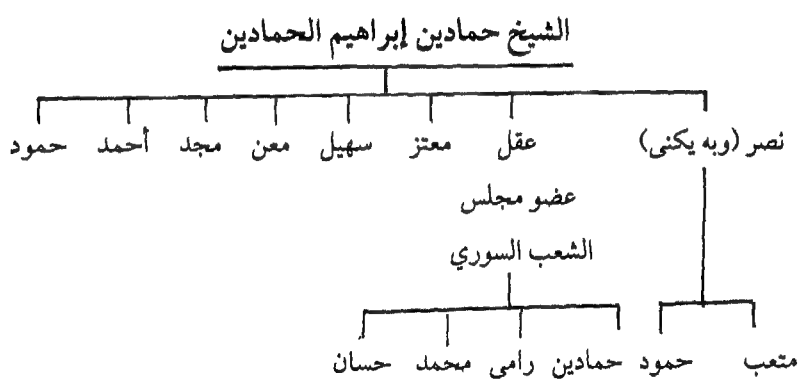 الشيخ حمادين إبراهيم الحمادين
نصر (وبه يكنى) عقل معتز سهيل معن مجد أحمد حمود
عضو مجلس
الشعب السوري
متعب حمود حمادين رامي محمد حسان